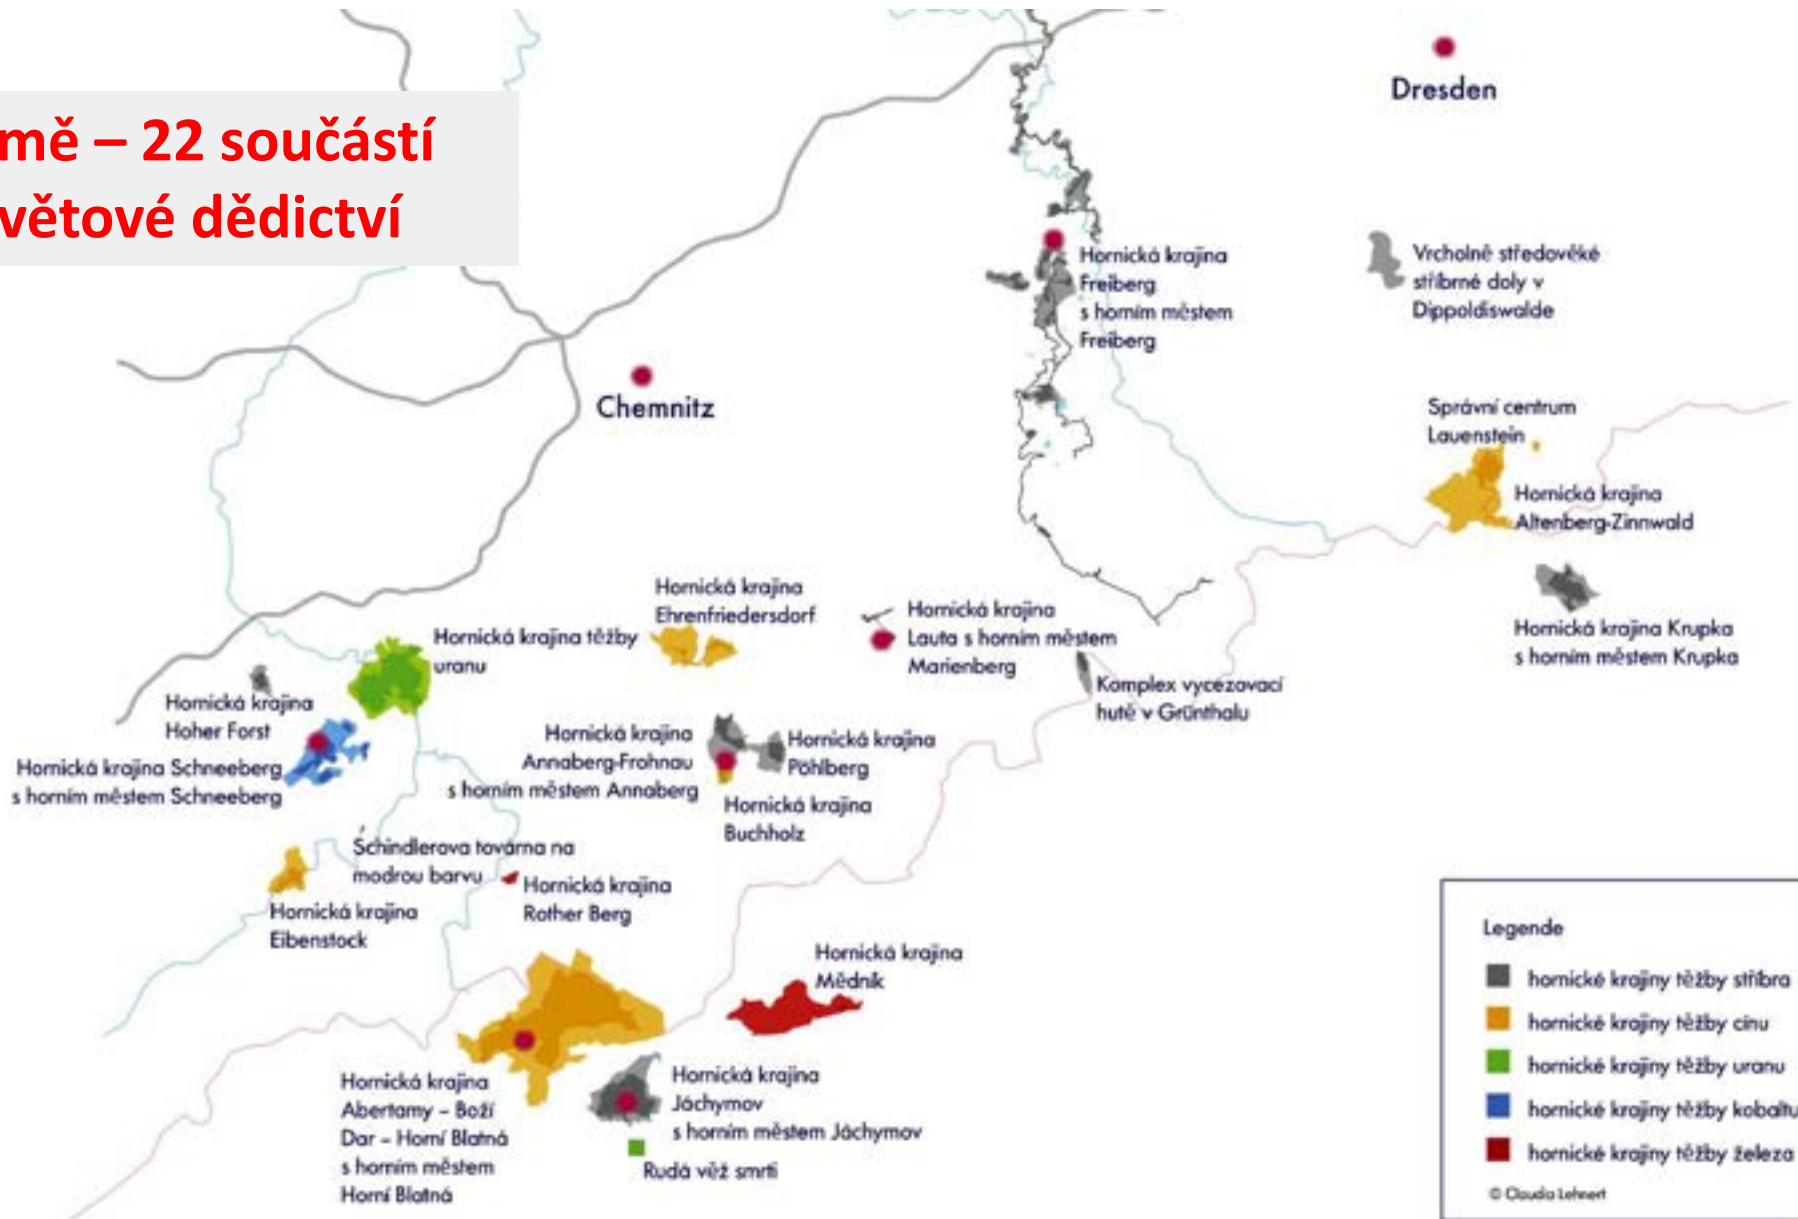 mě – 22 součástí
větové dědictví
Dresden
Hornická krajina
Freiberg
s horním městem
Freiberg
Vrcholně středověké
stříbrné doly v
Dippoldiswalde
Chemnitz
Správní centrum
Lauenstein
Hornická krajina
Altenberg-Zinnwald
Hornická krajina
Ehrenfriedersdorf
Hornická krajina
Lauta s horním městem
Marienberg
Hornická krajina Krupka
s horním městem Krupka
Hornická krajina těžby
uranu
Komplex vycezovací
hutě v Grünthalu
Hornická krajina
Hoher Forst
Hornická krajina Schneeberg
s horním městem Schneeberg
Hornická krajina
Annaberg-Frohnau
s horním městem Annaberg
Hornická krajina
Pöhlberg
Hornická krajina
Buchholz
Schindlerova továrna na
modrou barvu
Hornická krajina
Rother Berg
Hornická krajina
Eibenstock
Hornická krajina
Mědník
Hornická krajina
Abertamy – Boží
Dar – Horní Blatná
s horním městem
Horní Blatná
Hornická krajina
Jáchymov
s horním městem Jáchymov
Rudá věž smrti
Legende
hornické krajiny těžby stříbra
hornické krajiny těžby cínu
hornické krajiny těžby uranu
hornické krajiny těžby kobaltu
hornické krajiny těžby železa
© Claudia Lehnert